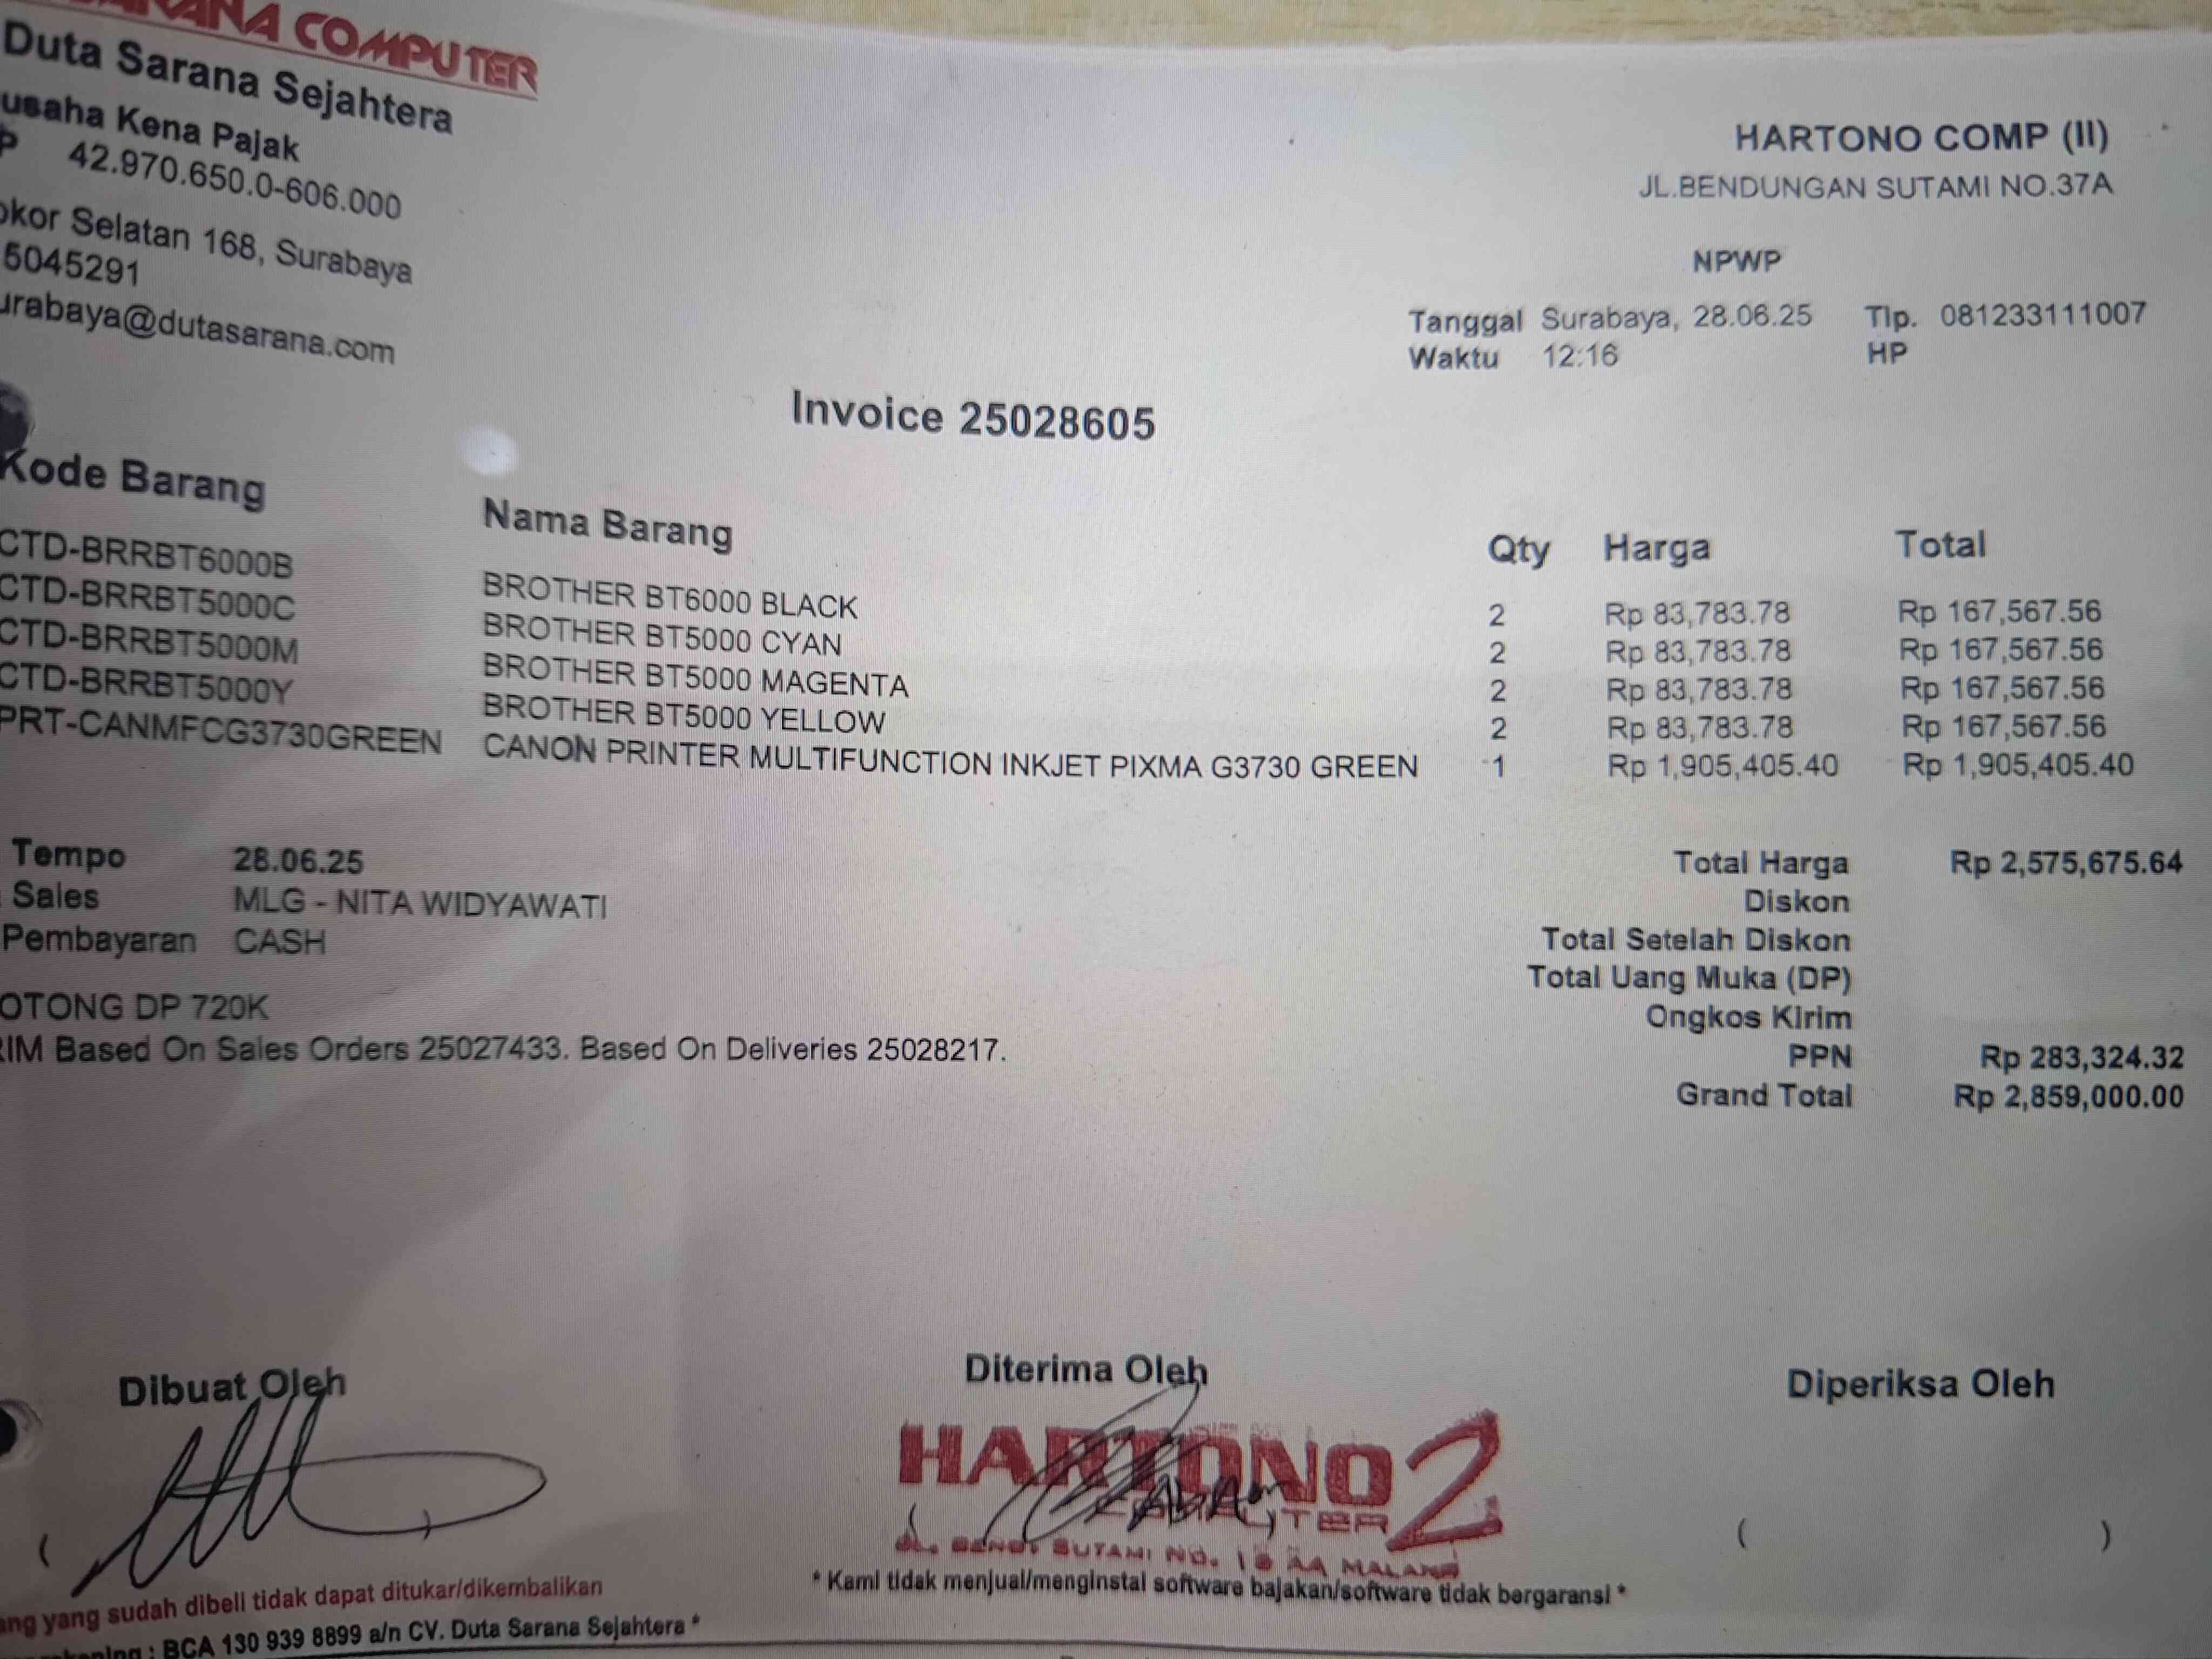 SARANA COMPUTER
Duta Sarana Sejahtera
usaha Kena Pajak
P 42.970.650.0-606.000
okor Selatan 168, Surabaya
5045291
urabaya@dutasarana.com
HARTONO COMP (II)
JL.BENDUNGAN SUTAMI NO.37A
NPWP
Tanggal Surabaya, 28.06.25 Tlp. 081233111007
Waktu 12:16 HP
Invoice 25028605
Kode Barang Nama Barang Qty Harga Total
CTD-BRRBT6000B BROTHER BT6000 BLACK 2 Rp 83,783.78 Rp 167,567.56
CTD-BRRBT5000C BROTHER BT5000 CYAN 2 Rp 83,783.78 Rp 167,567.56
CTD-BRRBT5000M BROTHER BT5000 MAGENTA 2 Rp 83,783.78 Rp 167,567.56
CTD-BRRBT5000Y BROTHER BT5000 YELLOW 2 Rp 83,783.78 Rp 167,567.56
PRT-CANMFCG3730GREEN CANON PRINTER MULTIFUNCTION INKJET PIXMA G3730 GREEN 1 Rp 1,905,405.40 Rp 1,905,405.40
Tempo 28.06.25
Sales MLG - NITA WIDYAWATI
Pembayaran CASH
OTONG DP 720K
RIM Based On Sales Orders 25027433. Based On Deliveries 25028217.
Total Harga Rp 2,575,675.64
Diskon
Total Setelah Diskon
Total Uang Muka (DP)
Ongkos Kirim
PPN Rp 283,324.32
Grand Total Rp 2,859,000.00
Dibuat Oleh Diterima Oleh Diperiksa Oleh
HARTONO 2
COMPUTER
SUTAMI NO. MALANG
( ) ( ) ( )
ang yang sudah dibeli tidak dapat ditukar/dikembalikan
* Kami tidak menjual/menginstal software bajakan/software tidak bergaransi *
ekening : BCA 130 939 8899 a/n CV. Duta Sarana Sejahtera *